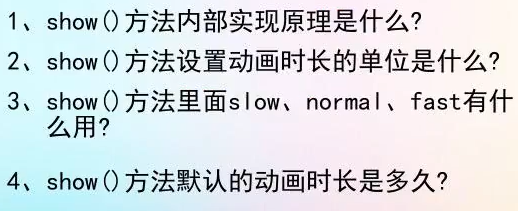 1、show()方法内部实现原理是什么?
2、show()方法设置动画时长的单位是什么?
3、show()方法里面slow、normal、fast有什
么用?
4、show()方法默认的动画时长是多久?